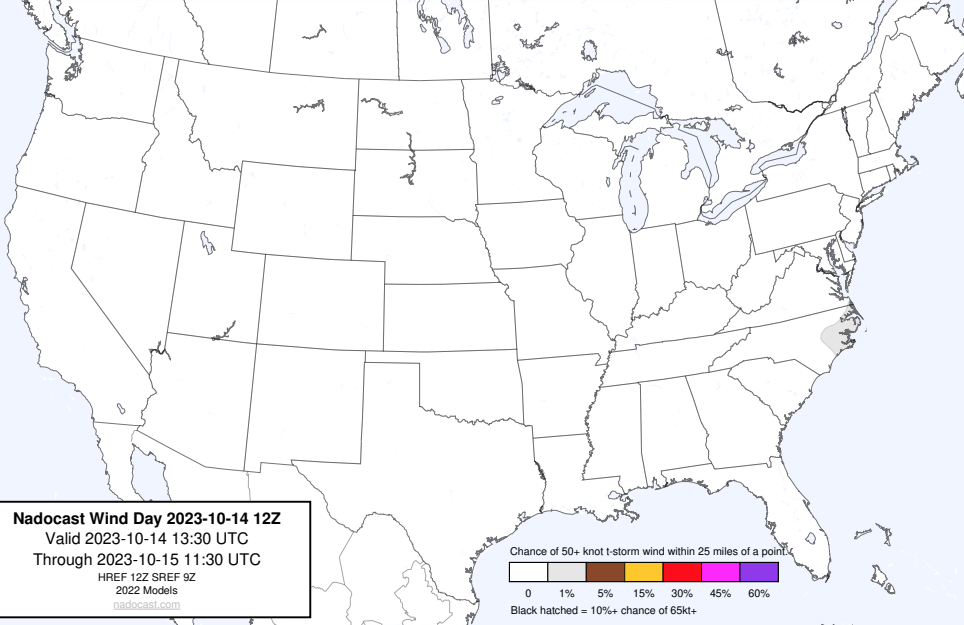 Nadocast Wind Day 2023-10-14 12Z
Valid 2023-10-14 13:30 UTC
Through 2023-10-15 11:30 UTC
HREF 12Z SREF 9Z
2022 Models
nadocast.com
Chance of 50+ knot t-storm wind within 25 miles of a point.
0 1% 5% 15% 30% 45% 60%
Black hatched = 10%+ chance of 65kt+